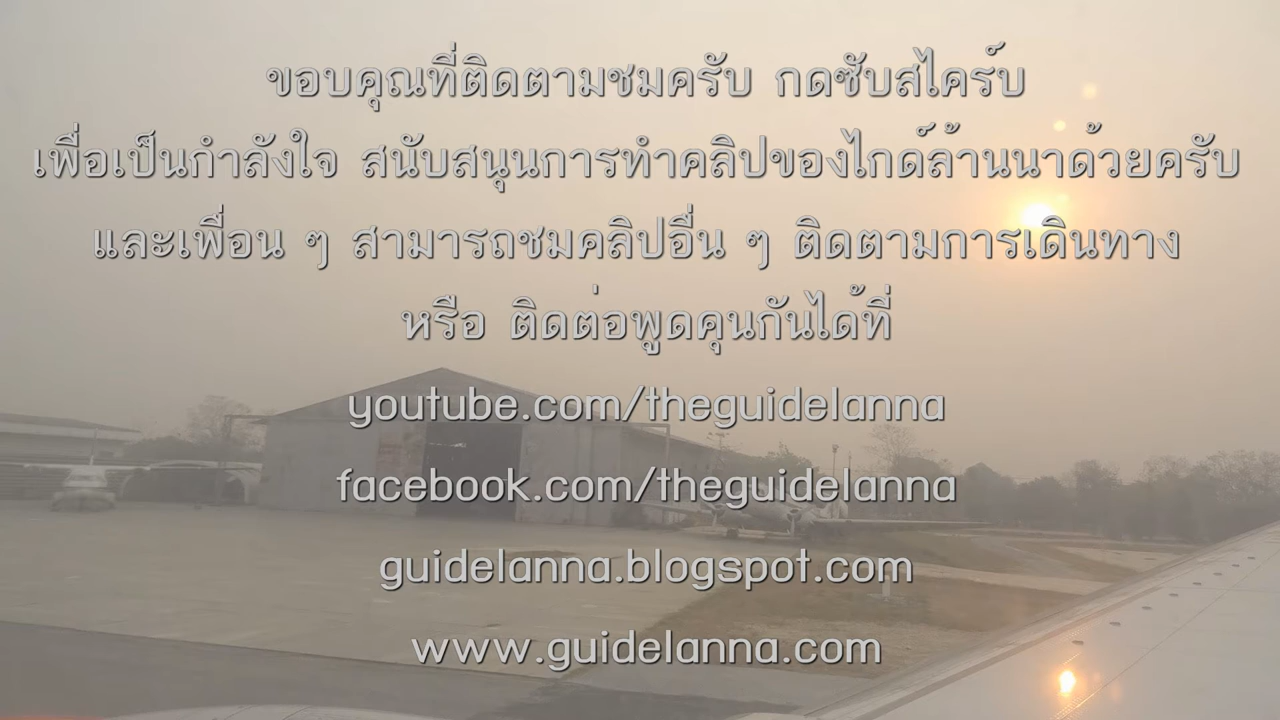 ขอบคุณที่ติดตามชมครับ กดซับสไคร์บ
เพื่อเป็นกำลังใจ สนับสนุนการทำคลิปของไกด์ล้านนาด้วยครับ
และเพื่อน ๆ สามารถชมคลิปอื่น ๆ ติดตามการเดินทาง
หรือ ติดต่อพูดคุนกันได้ที่
youtube.com/theguidelanna
facebook.com/theguidelanna
guidelanna.blogspot.com
www.guidelanna.com